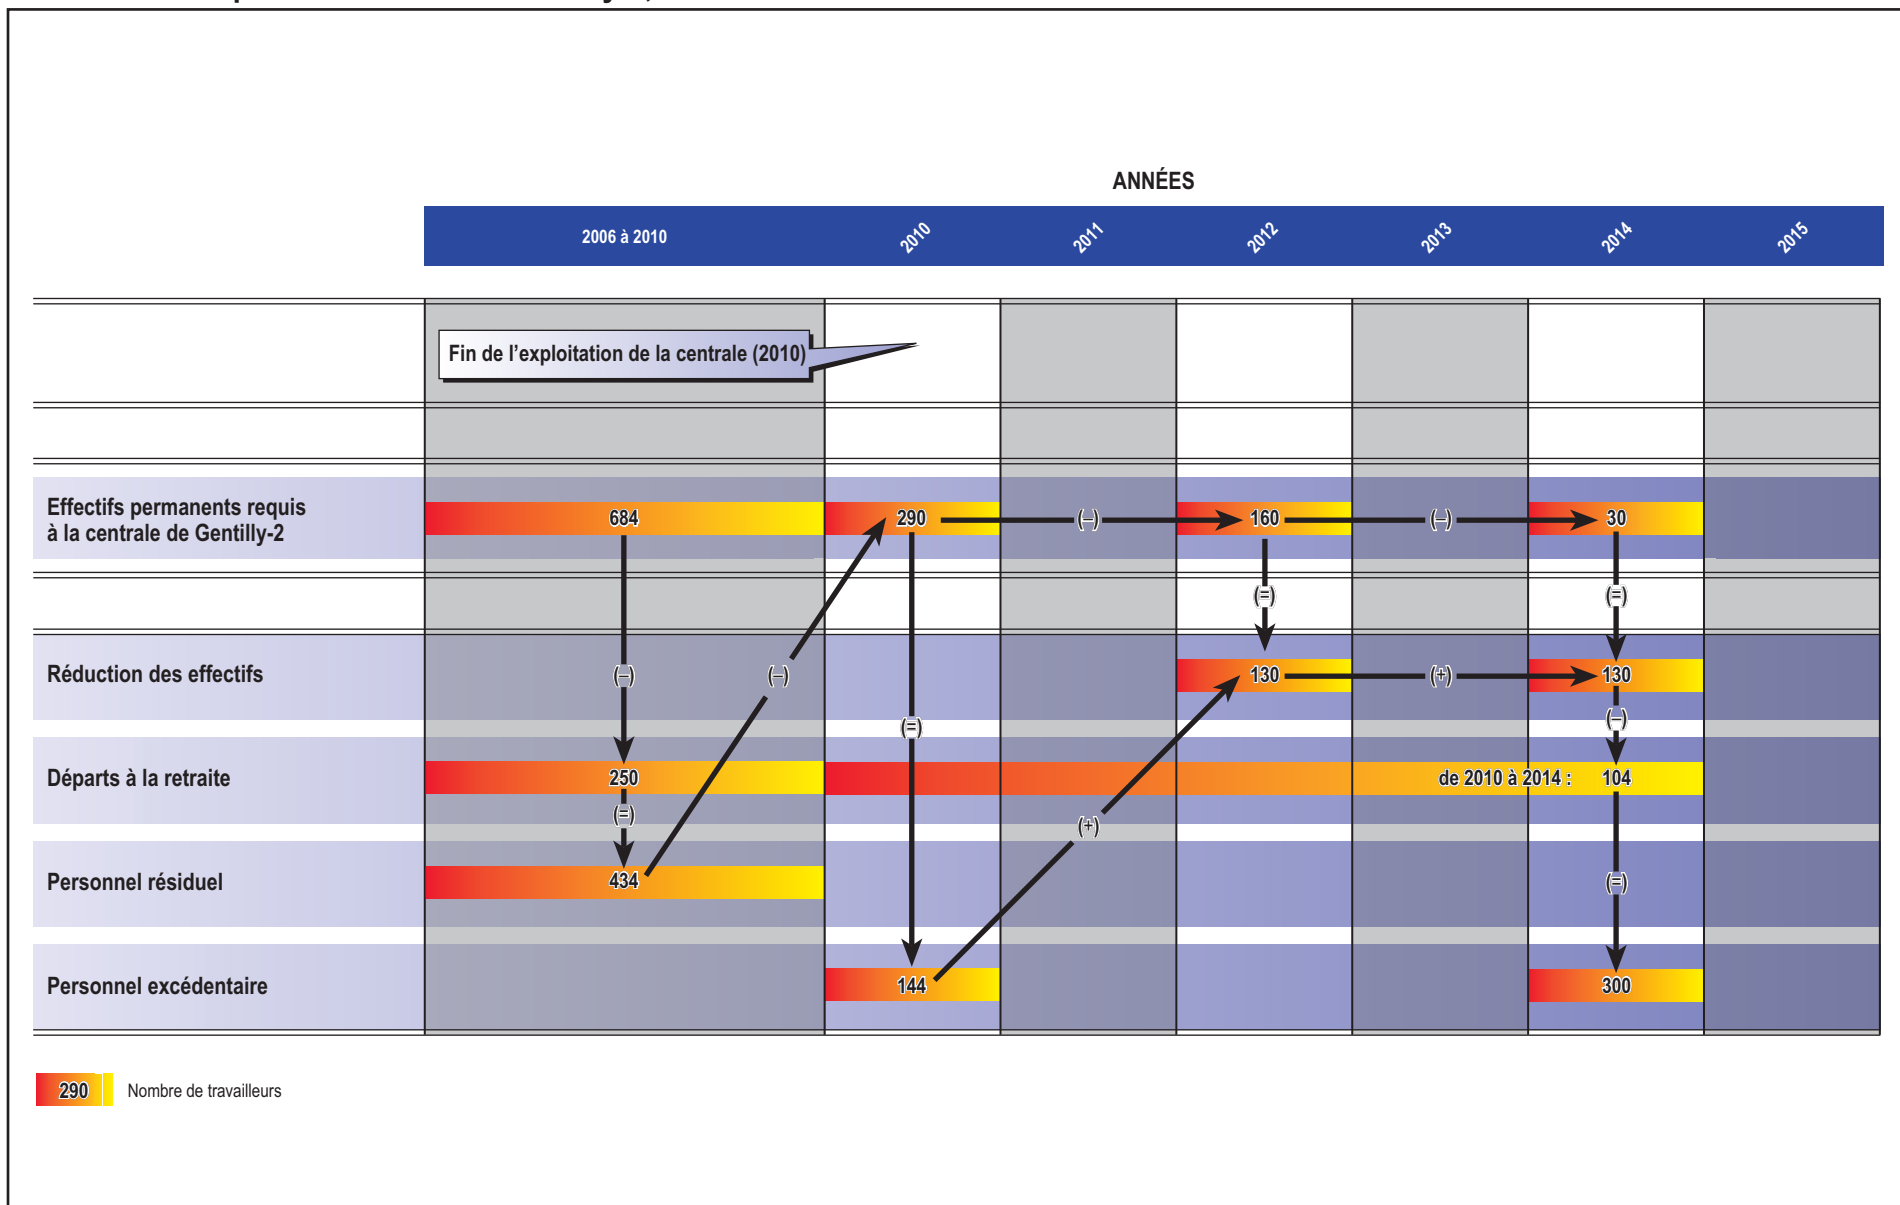 ANNÉES
2006 à 2010 2010 2011 2012 2013 2014 2015
Fin de l'exploitation de la centrale (2010)
Effectifs permanents requis
à la centrale de Gentilly-2
684 290 (–) 160 (–) 30
(=) (=)
Réduction des effectifs
(–) (–) 130 (+) 130
(=) (–)
Départs à la retraite
250 de 2010 à 2014 : 104
(=) (+)
Personnel résiduel
434 (=)
Personnel excédentaire
144 300
290 Nombre de travailleurs